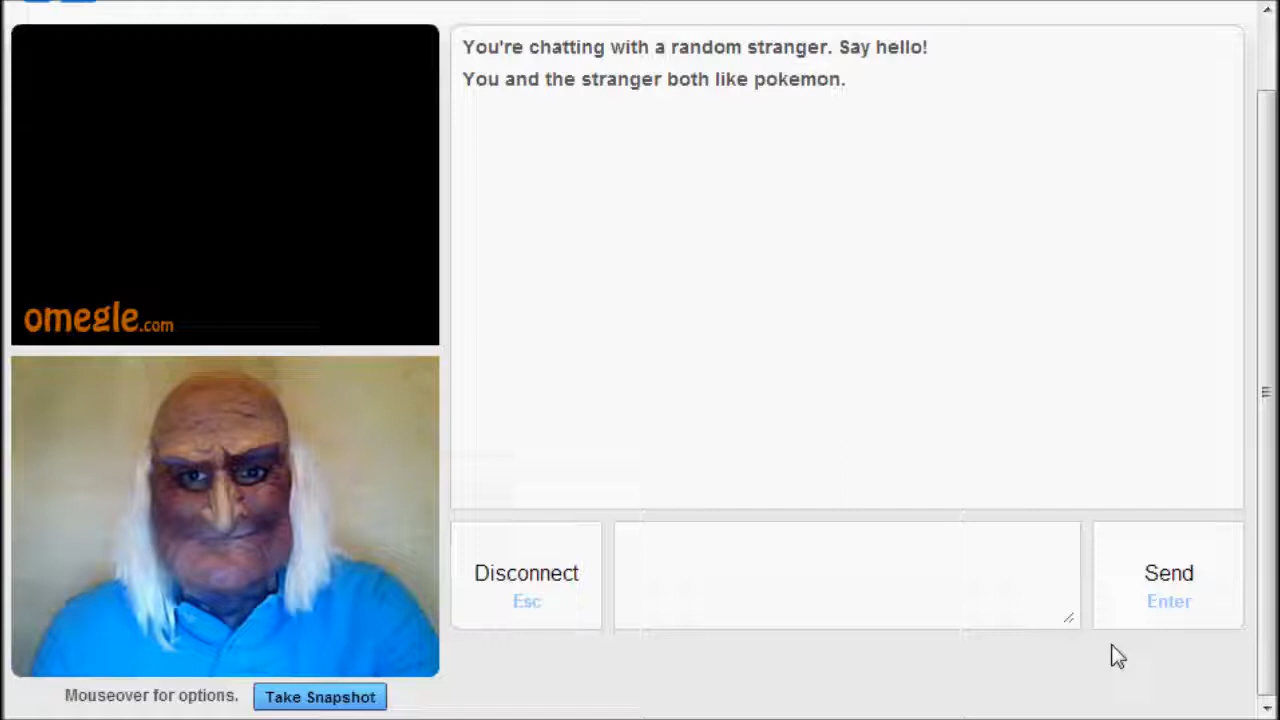 You're chatting with a random stranger. Say hello!
You and the stranger both like pokemon.
omegle.com
Disconnect
Esc
Send
Enter
Mouseover for options.
Take Snapshot